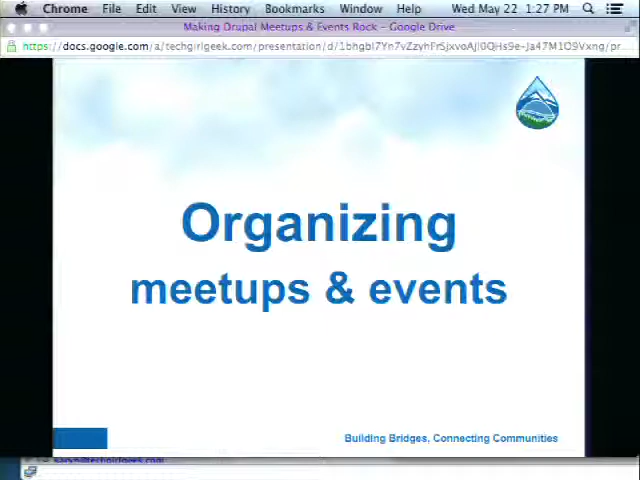 Chrome File Edit View History Bookmarks Window Help Wed May 22 1:27 PM
Making Drupal Meetups & Events Rock - Google Drive
Organizing
meetups & events
Building Bridges, Connecting Communities